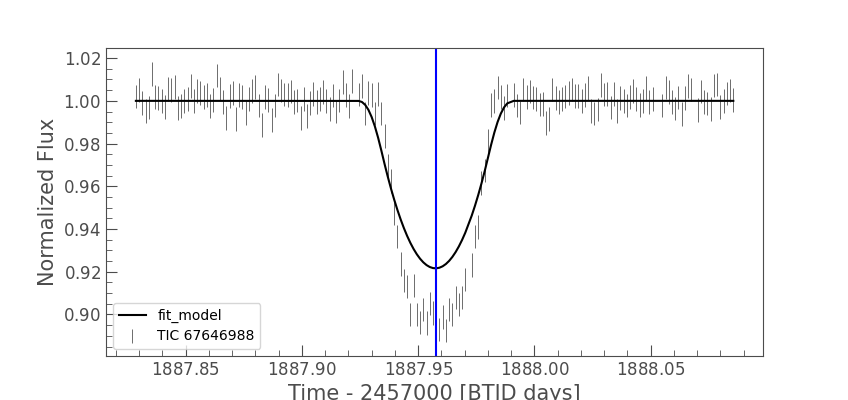 1.02
1.00
0.98
0.96
0.94
0.92
0.90
Normalized Flux
fit_model
TIC 67646988
1887.85 1887.90 1887.95 1888.00 1888.05
Time - 2457000 [BTJD days]